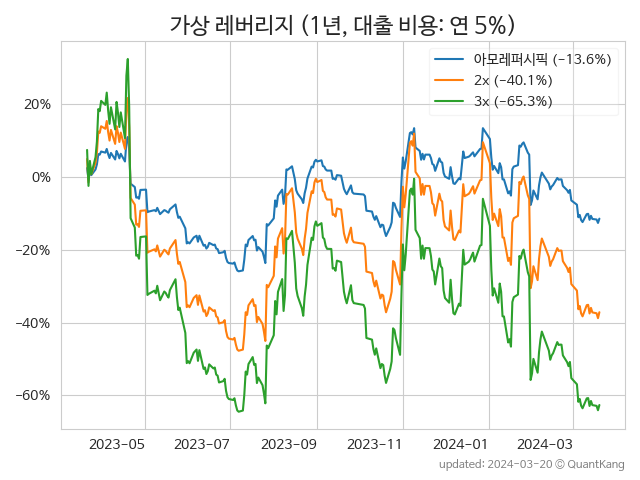 가상 레버리지 (1년, 대출 비용: 연 5%)
아모레퍼시픽 (−13.6%)
2x (−40.1%)
3x (−65.3%)
20%
0%
−20%
−40%
−60%
2023-05
2023-07
2023-09
2023-11
2024-01
2024-03
updated: 2024-03-20 © QuantKang